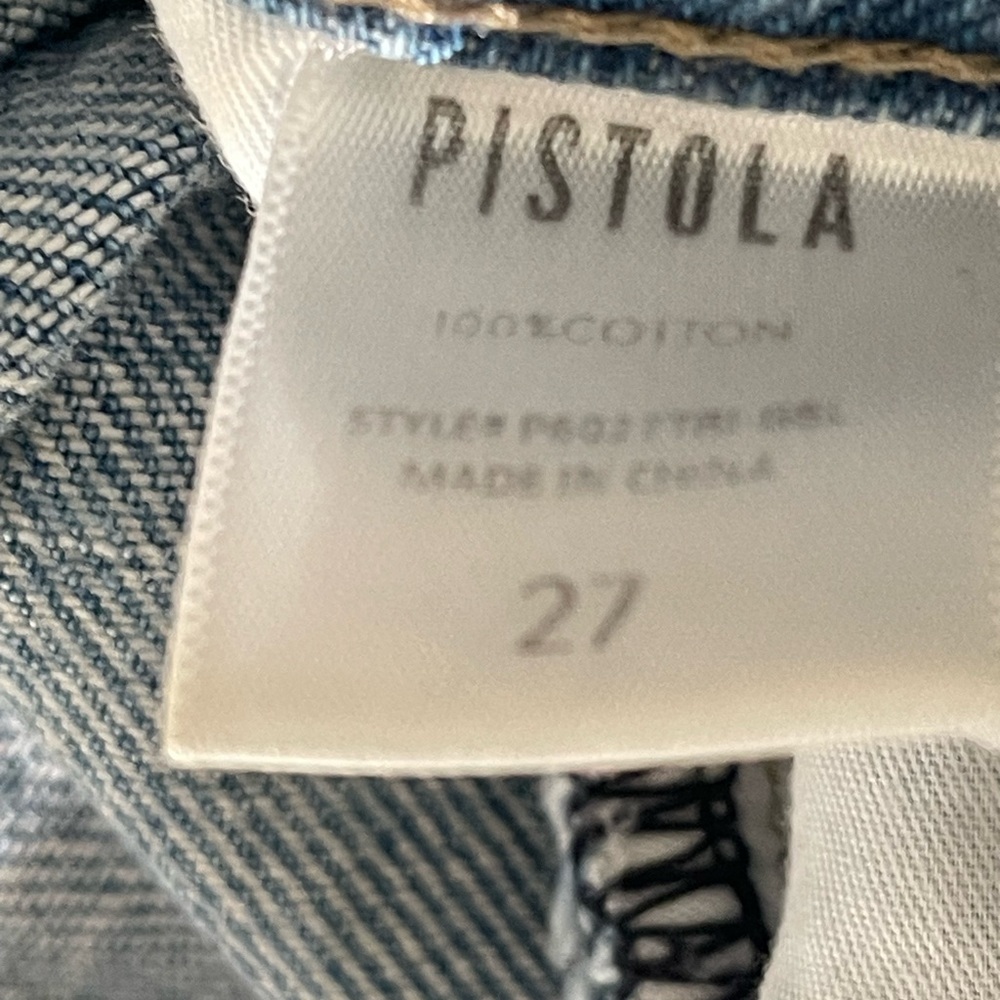 PISTOLA
100%COTTON
STYLE#
MADE IN CHINA
27